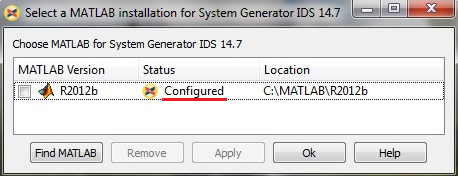 Select a MATLAB installation for System Generator IDS 14.7
Choose MATLAB for System Generator IDS 14.7
MATLAB Version Status Location
R2012b Configured C:\MATLAB\R2012b
Find MATLAB Remove Apply Ok Help